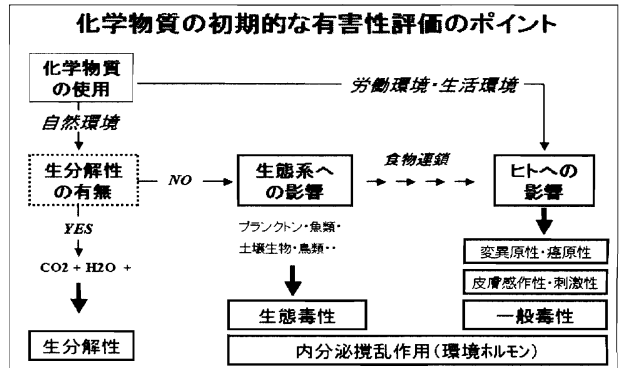 化学物質の初期的な有害性評価のポイント
化学物質
の使用
労働環境・生活環境
自然環境
生分解性
の有無
NO
生態系へ
の影響
食物連鎖
ヒトへの
影響
YES
プランクトン・魚類・
土壌生物・鳥類・・
CO2 + H2O +
変異原性・癌原性
皮膚感作性・刺激性
生分解性
生態毒性
一般毒性
内分泌撹乱作用（環境ホルモン）